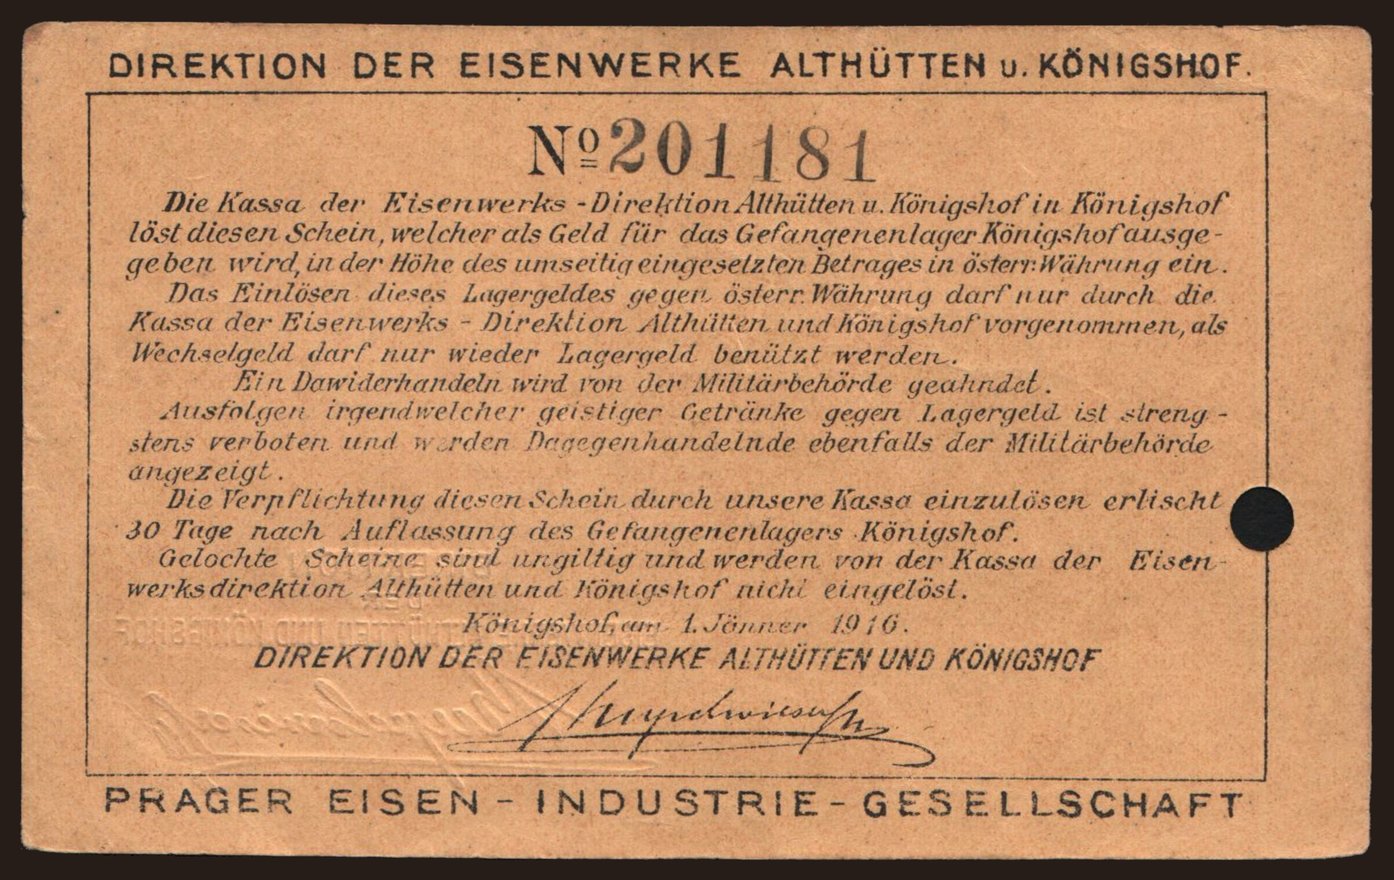 DIREKTION DER EISENWERKE ALTHÜTTEN u. KÖNIGSHOF.
Nº 201181
Die Kassa der Eisenwerks - Direktion Althütten u. Königshof in Königshof
löst diesen Schein, welcher als Geld für das Gefangenenlager Königshof ausge-
geben wird, in der Höhe des umseitig eingesetzten Betrages in österr. Währung ein.
Das Einlösen dieses Lagergeldes gegen österr. Währung darf nur durch die
Kassa der Eisenwerks - Direktion Althütten und Königshof vorgenommen, als
Wechselgeld darf nur wieder Lagergeld benützt werden.
Ein Dawiderhandeln wird von der Militärbehörde geahndet.
Ausfolgen irgendwelcher geistiger Getränke gegen Lagergeld ist streng-
stens verboten und werden Dagegenhandelnde ebenfalls der Militärbehörde
angezeigt.
Die Verpflichtung diesen Schein durch unsere Kassa einzulösen erlischt
30 Tage nach Auflassung des Gefangenenlagers Königshof.
Gelochte Scheine sind ungiltig und werden von der Kassa der Eisen-
werksdirektion Althütten und Königshof nicht eingelöst.
Königshof, am 1. Jänner 1916.
DIREKTION DER EISENWERKE ALTHÜTTEN UND KÖNIGSHOF
PRAGER EISEN - INDUSTRIE - GESELLSCHAFT